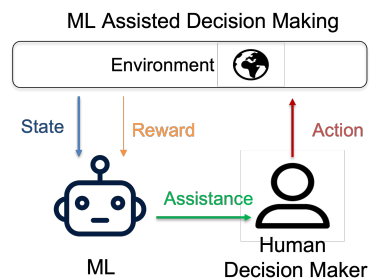 ML Assisted Decision Making
Environment
State
Reward
Action
Assistance
ML
Human
Decision Maker